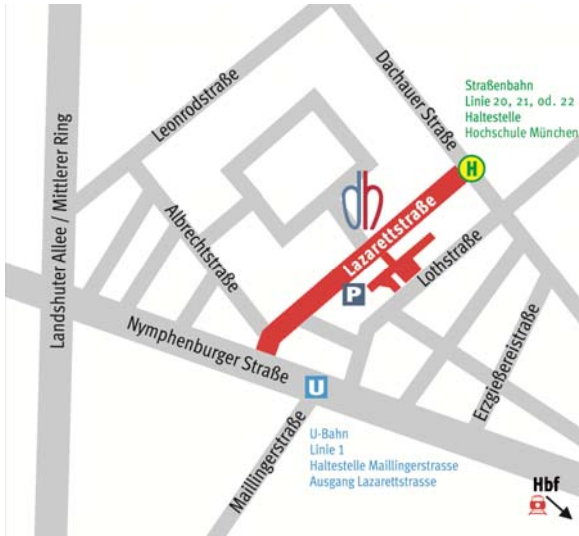 Leonrodstraße
Dachauer Straße
Straßenbahn
Linie 20, 21, od. 22
Haltestelle
Hochschule München
H
Landshuter Allee / Mittlerer Ring
dh
Albrechtstraße
Lazarettstraße
Lothstraße
P
Nymphenburger Straße
Erzgießereistraße
U
Maillingerstraße
U-Bahn
Linie 1
Haltestelle Maillingerstrasse
Ausgang Lazarettstrasse
Hbf